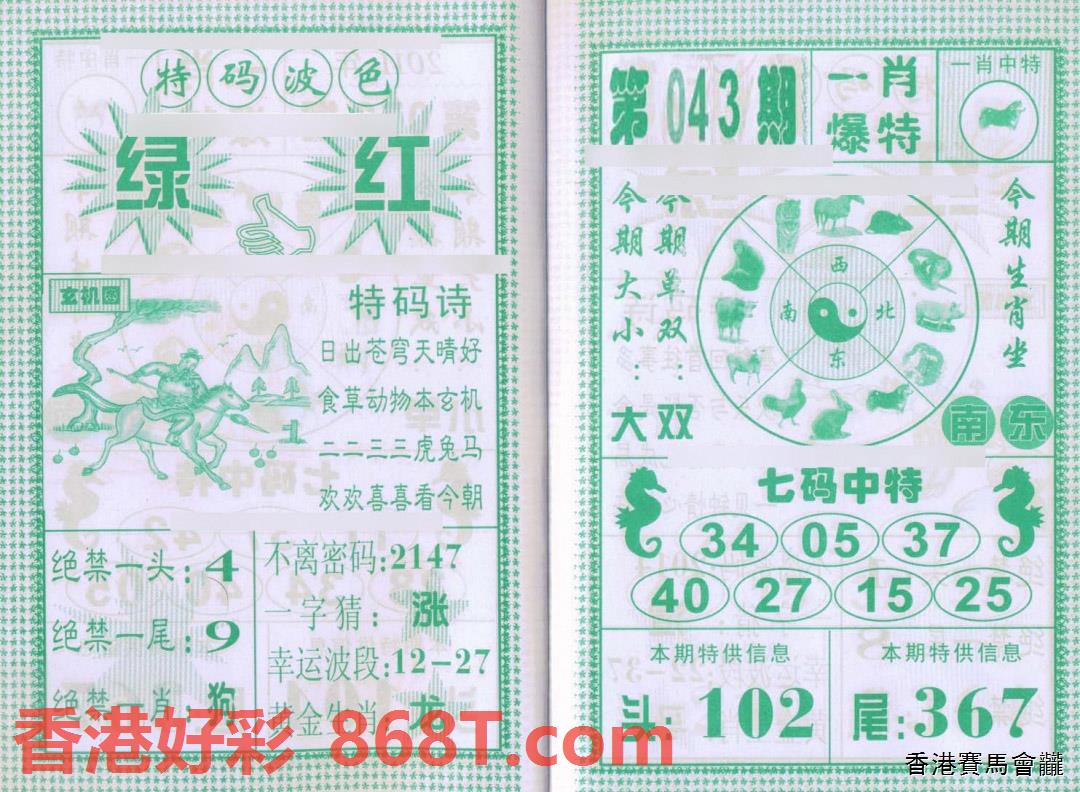 特码波色
绿 红
玄机图
特码诗
日出苍穹天晴好
食草动物本玄机
二二三三虎兔马
欢欢喜喜看今朝
绝禁一头:4
绝禁一尾:9
绝禁一肖:狗
不离密码:2147
一字猜:涨
幸运波段:12-27
龙
第043期
一肖
爆特
一肖中特
今期大小:大
今期单双:双
西
南 北
东
今期生肖坐
南 东
七码中特
34 05 37
40 27 15 25
本期特供信息
头:102
本期特供信息
尾:367
香港好彩 868T.com
香港賽馬會